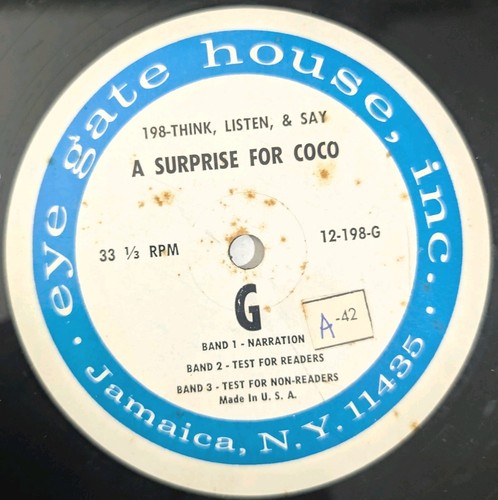 eye gate house, inc.
198-THINK, LISTEN, & SAY
A SURPRISE FOR COCO
33 1/3 RPM
12-198-G
G
A-42
BAND 1 - NARRATION
BAND 2 - TEST FOR READERS
BAND 3 - TEST FOR NON-READERS
Made In U. S. A.
· Jamaica, N.Y. 11435 ·